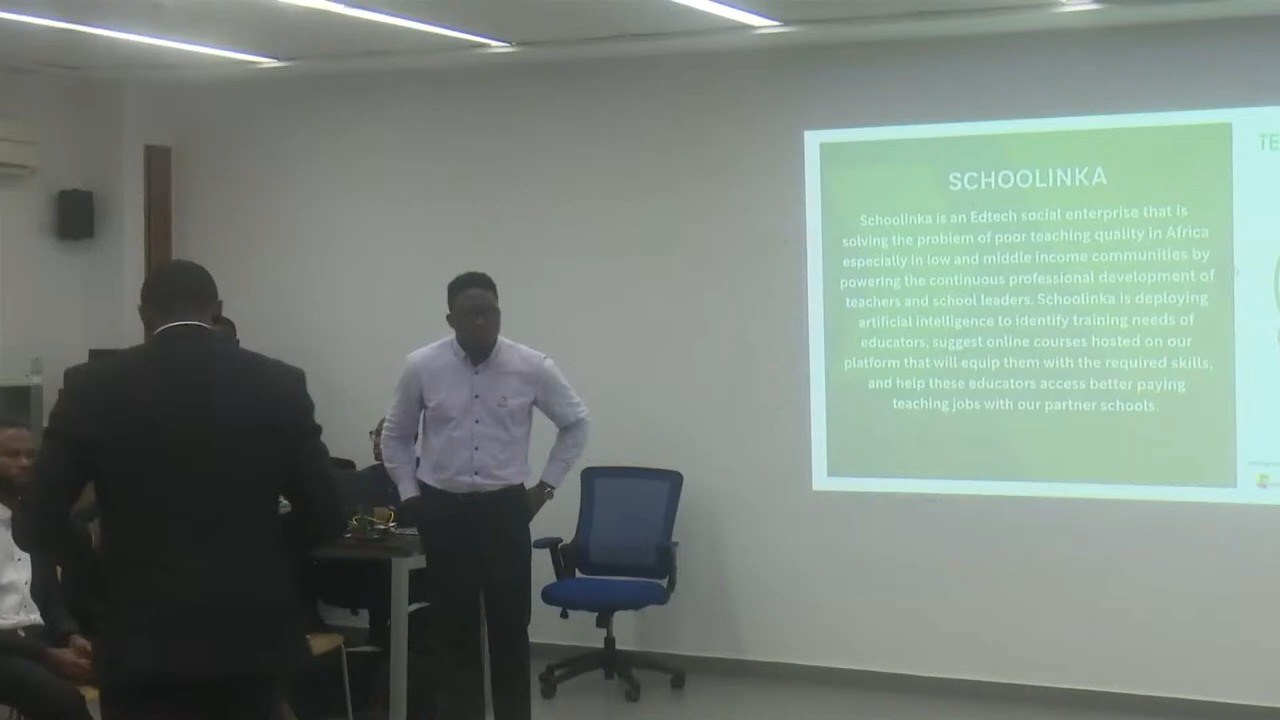 SCHOOLINKA
Schoolinka is an Edtech social enterprise that is
solving the problem of poor teaching quality in Africa
especially in low and middle income communities by
powering the continuous professional development of
teachers and school leaders. Schoolinka is deploying
artificial intelligence to identify training needs of
educators, suggest online courses hosted on our
platform that will equip them with the required skills,
and help these educators access better paying
teaching jobs with our partner schools.
TE